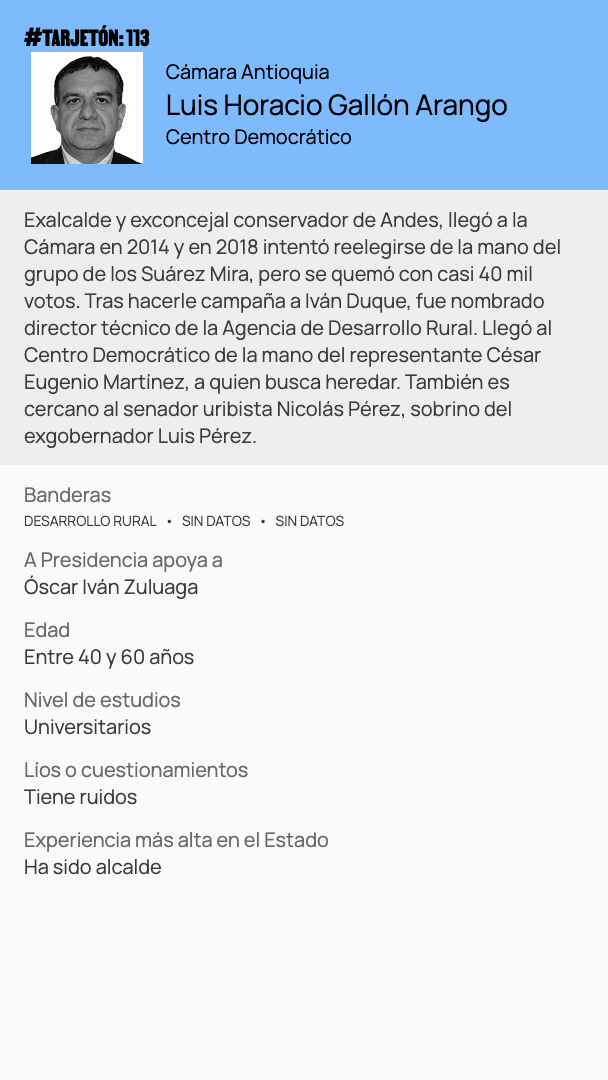 #TARJETÓN: 113
Cámara Antioquia
Luis Horacio Gallón Arango
Centro Democrático
Exalcalde y exconcejal conservador de Andes, llegó a la
Cámara en 2014 y en 2018 intentó reelegirse de la mano del
grupo de los Suárez Mira, pero se quemó con casi 40 mil
votos. Tras hacerle campaña a Iván Duque, fue nombrado
director técnico de la Agencia de Desarrollo Rural. Llegó al
Centro Democrático de la mano del representante César
Eugenio Martínez, a quien busca heredar. También es
cercano al senador uribista Nicolás Pérez, sobrino del
exgobernador Luis Pérez.
Banderas
DESARROLLO RURAL • SIN DATOS • SIN DATOS
A Presidencia apoya a
Óscar Iván Zuluaga
Edad
Entre 40 y 60 años
Nivel de estudios
Universitarios
Líos o cuestionamientos
Tiene ruidos
Experiencia más alta en el Estado
Ha sido alcalde